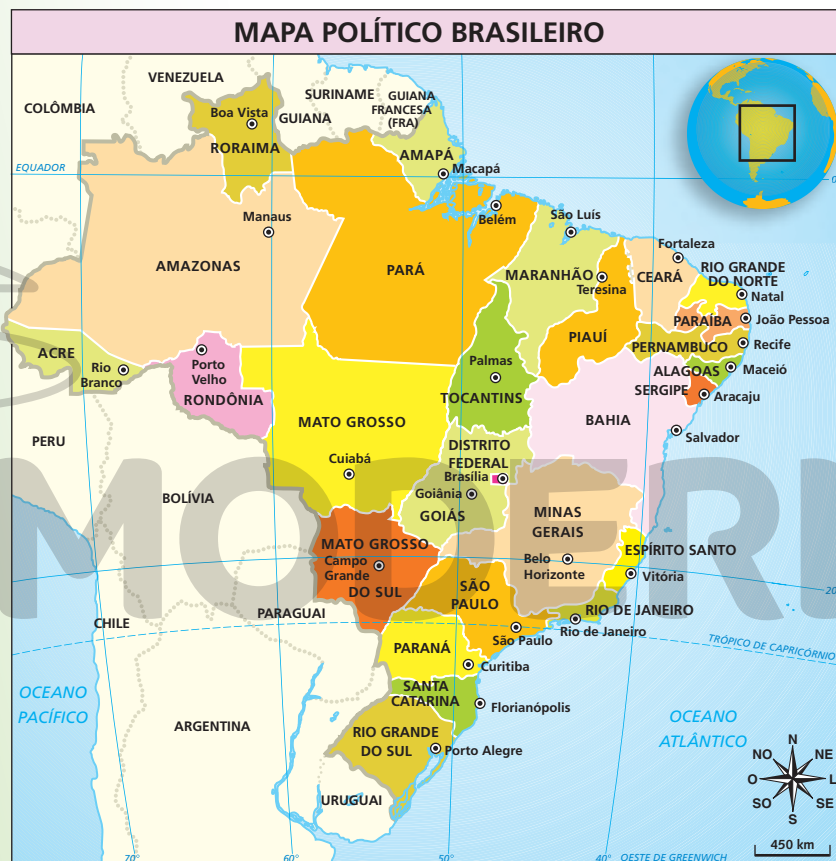 MAPA POLÍTICO BRASILEIRO
VENEZUELA
COLÔMBIA
SURINAME
GUIANA
FRANCESA
(FRA)
GUIANA
Boa Vista
RORAIMA
AMAPÁ
Macapá
EQUADOR
0
Manaus
AMAZONAS
PARÁ
Belém
São Luís
MARANHÃO
Teresina
Fortaleza
CEARÁ
RIO GRANDE
DO NORTE
Natal
PARAÍBA
João Pessoa
PIAUÍ
PERNAMBUCO
Recife
ALAGOAS
Maceió
SERGIPE
Aracaju
ACRE
Rio
Branco
Porto
Velho
RONDÔNIA
Palmas
TOCANTINS
BAHIA
Salvador
MATO GROSSO
Cuiabá
DISTRITO
FEDERAL
Brasília
Goiânia
GOIÁS
PERU
BOLÍVIA
MODER
MINAS
GERAIS
Belo
Horizonte
ESPÍRITO SANTO
Vitória
MATO GROSSO
Campo
Grande
DO SUL
SÃO
PAULO
São Paulo
RIO DE JANEIRO
Rio de Janeiro
20
PARAGUAI
CHILE
TRÓPICO DE CAPRICÓRNIO
PARANÁ
Curitiba
SANTA
CATARINA
Florianópolis
OCEANO
PACÍFICO
ARGENTINA
RIO GRANDE
DO SUL
Porto Alegre
OCEANO
ATLÂNTICO
URUGUAI
N
NO
NE
O
L
SO
SE
S
450 km
70°
60°
50°
40°
OESTE DE GREENWICH